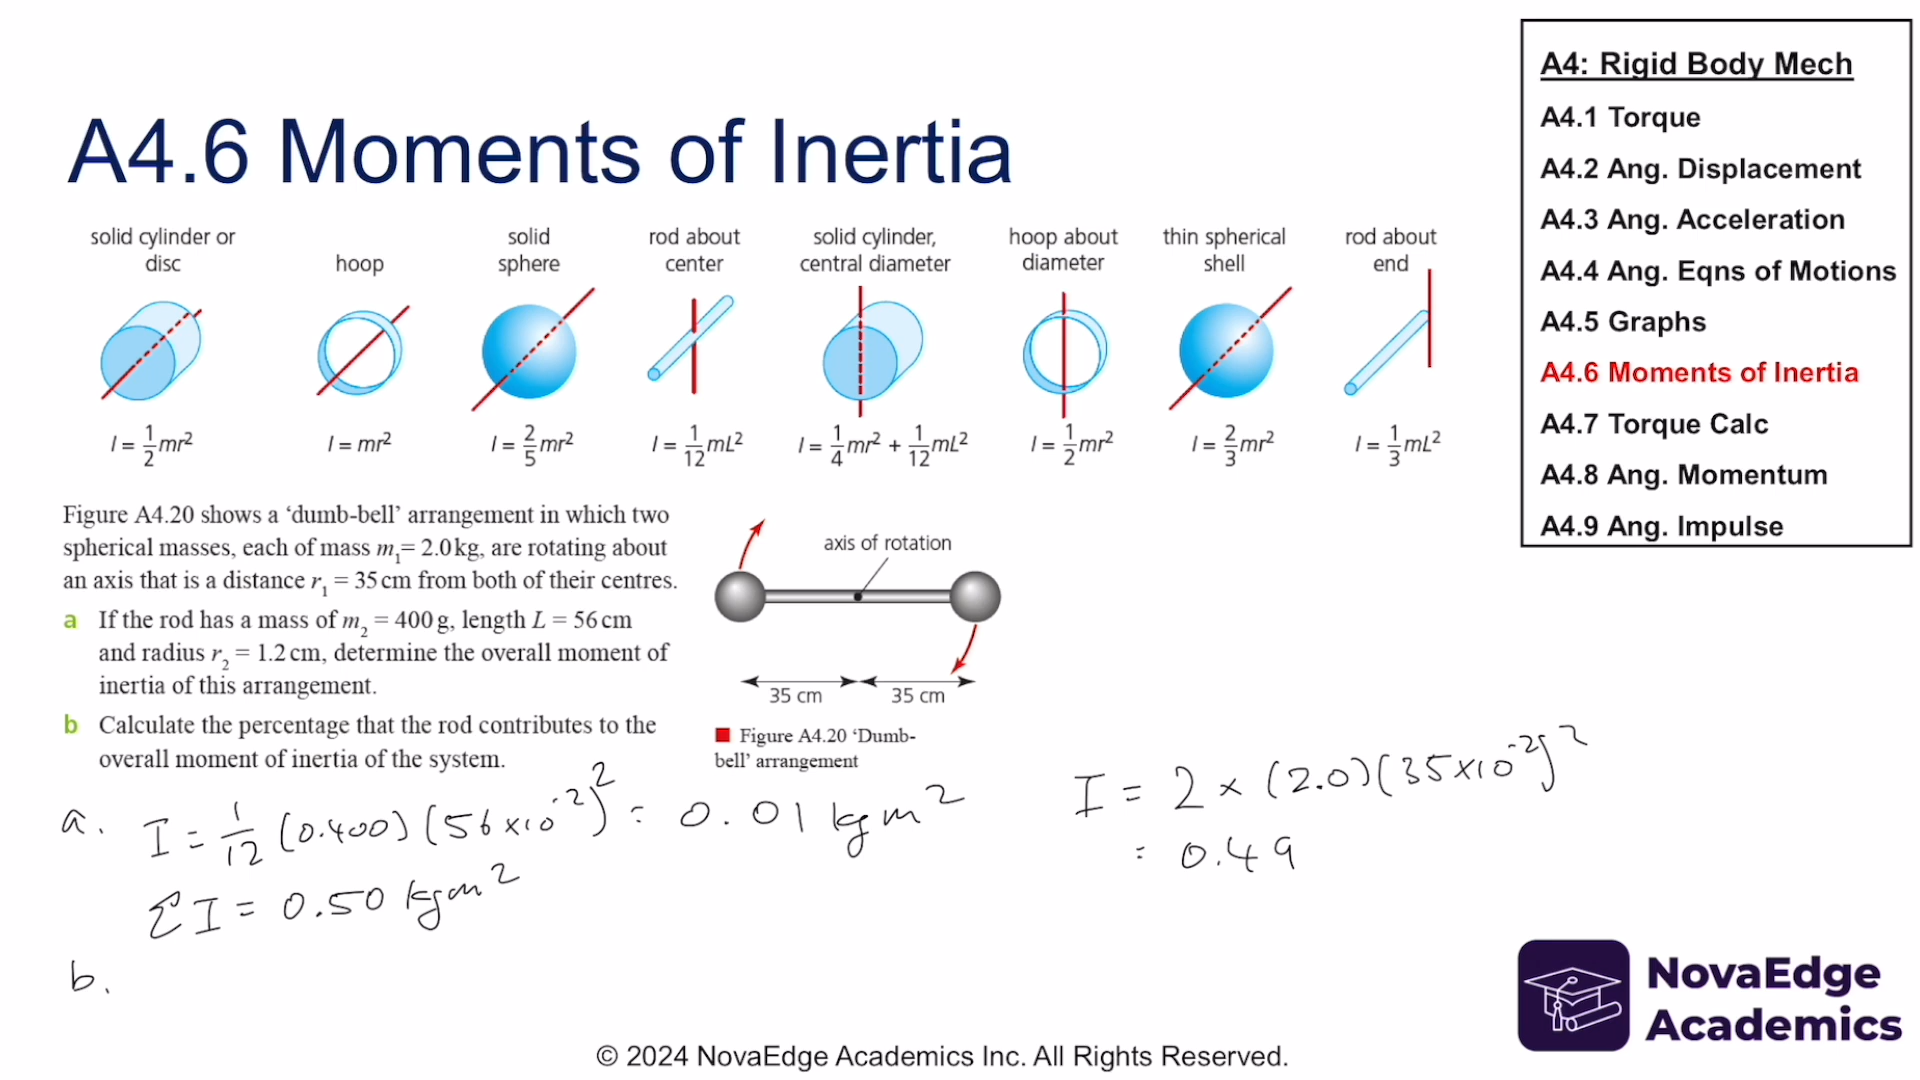 A4.6 Moments of Inertia
solid cylinder or
disc
hoop
solid
sphere
rod about
center
solid cylinder,
central diameter
hoop about
diameter
thin spherical
shell
rod about
end
I = 1/2 mr²
I = mr²
I = 2/5 mr²
I = 1/12 mL²
I = 1/4 mr² + 1/12 mL²
I = 1/2 mr²
I = 2/3 mr²
I = 1/3 mL²
Figure A4.20 shows a ‘dumb-bell’ arrangement in which two
spherical masses, each of mass m₁= 2.0 kg, are rotating about
an axis that is a distance r₁ = 35 cm from both of their centres.
a If the rod has a mass of m₂ = 400 g, length L = 56 cm
and radius r₂ = 1.2 cm, determine the overall moment of
inertia of this arrangement.
b Calculate the percentage that the rod contributes to the
overall moment of inertia of the system.
axis of rotation
35 cm
35 cm
Figure A4.20 ‘Dumb-
bell’ arrangement
a. I = 1/12 (0.400)(56×10⁻²)² = 0.01 kgm²
ΣI = 0.50 kgm²
b.
I = 2 × (2.0)(35×10⁻²)²
= 0.49
A4: Rigid Body Mech
A4.1 Torque
A4.2 Ang. Displacement
A4.3 Ang. Acceleration
A4.4 Ang. Eqns of Motions
A4.5 Graphs
A4.6 Moments of Inertia
A4.7 Torque Calc
A4.8 Ang. Momentum
A4.9 Ang. Impulse
NovaEdge
Academics
© 2024 NovaEdge Academics Inc. All Rights Reserved.